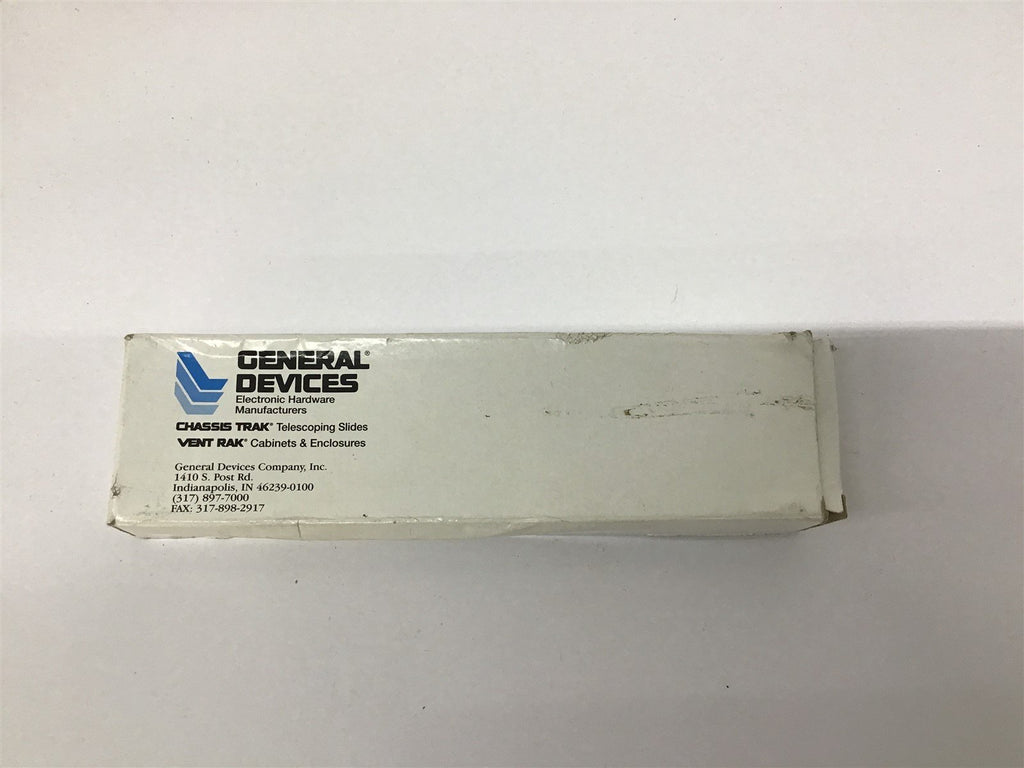 GENERAL®
DEVICES
Electronic Hardware
Manufacturers
CHASSIS TRAK® Telescoping Slides
VENT RAK® Cabinets & Enclosures
General Devices Company, Inc.
1410 S. Post Rd.
Indianapolis, IN 46239-0100
(317) 897-7000
FAX: 317-898-2917